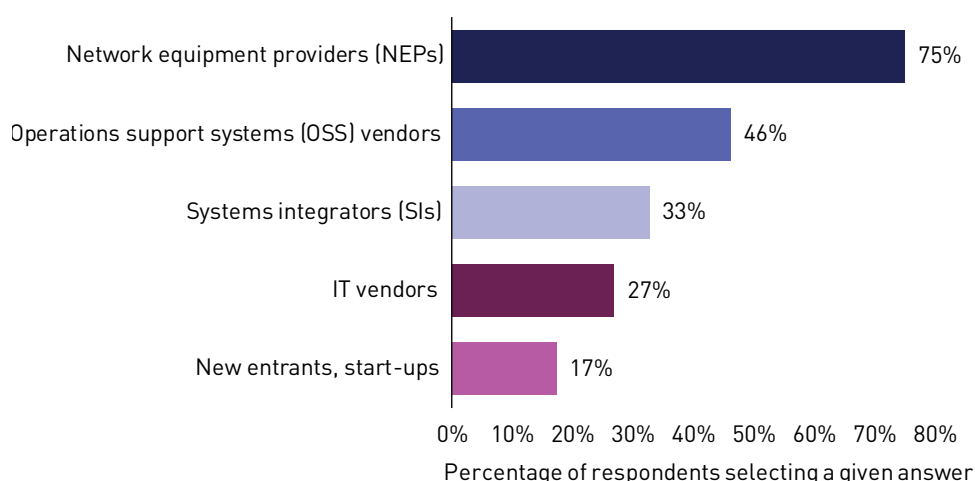 Network equipment providers (NEPs) 75%
Operations support systems (OSS) vendors 46%
Systems integrators (SIs) 33%
IT vendors 27%
New entrants, start-ups 17%
0% 10% 20% 30% 40% 50% 60% 70% 80%
Percentage of respondents selecting a given answer